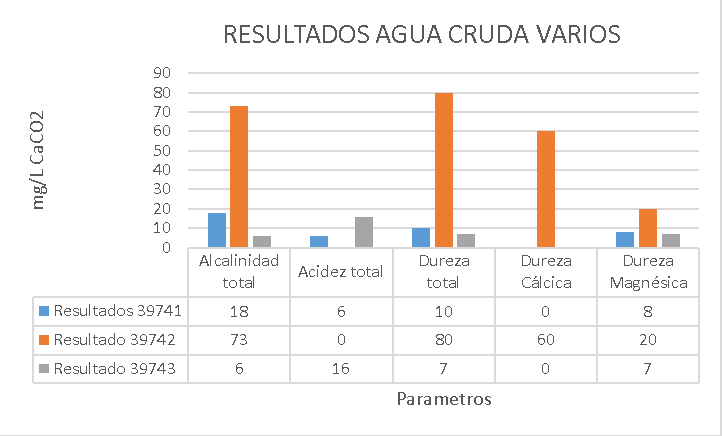 RESULTADOS AGUA CRUDA VARIOS
mg/L CaCO2
90
80
70
60
50
40
30
20
10
0
Alcalinidad total
Acidez total
Dureza total
Dureza Cálcica
Dureza Magnésica
Resultados 39741 18 6 10 0 8
Resultado 39742 73 0 80 60 20
Resultado 39743 6 16 7 0 7
Parametros